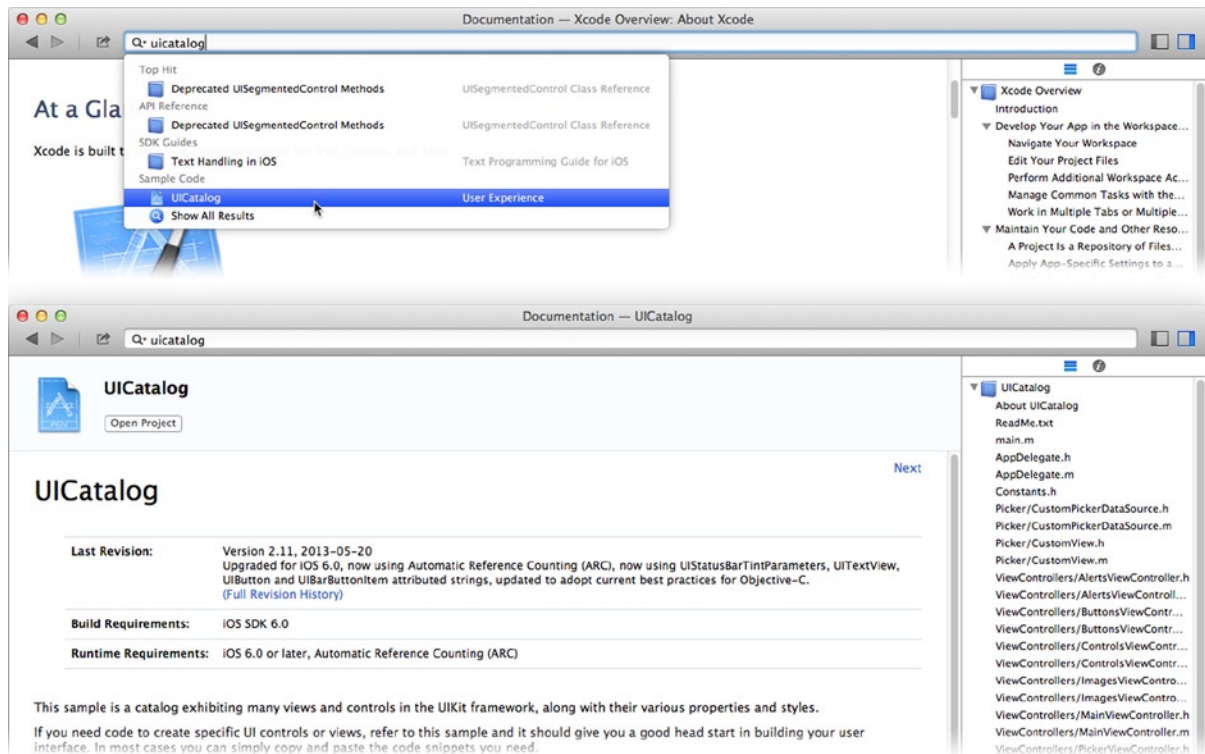 Documentation — Xcode Overview: About Xcode
uicatalog
Top Hit
Deprecated UISegmentedControl Methods UISegmentedControl Class Reference
API Reference
Deprecated UISegmentedControl Methods UISegmentedControl Class Reference
SDK Guides
Text Handling in iOS Text Programming Guide for iOS
Sample Code
UICatalog User Experience
Show All Results
At a Gla
Xcode is built t
Xcode Overview
Introduction
Develop Your App in the Workspace...
Navigate Your Workspace
Edit Your Project Files
Perform Additional Workspace Ac...
Manage Common Tasks with the...
Work in Multiple Tabs or Multiple...
Maintain Your Code and Other Reso...
A Project Is a Repository of Files...
Apply App-Specific Settings to a...
Documentation — UICatalog
uicatalog
UICatalog
Open Project
Next
UICatalog
Last Revision: Version 2.11, 2013-05-20
Upgraded for iOS 6.0, now using Automatic Reference Counting (ARC), now using UIStatusBarTintParameters, UITextView,
UIButton and UIBarButtonItem attributed strings, updated to adopt current best practices for Objective-C.
(Full Revision History)
Build Requirements: iOS SDK 6.0
Runtime Requirements: iOS 6.0 or later, Automatic Reference Counting (ARC)
This sample is a catalog exhibiting many views and controls in the UIKit framework, along with their various properties and styles.
If you need code to create specific UI controls or views, refer to this sample and it should give you a good head start in building your user
interface. In most cases you can simply copy and paste the code snippets you need.
UICatalog
About UICatalog
ReadMe.txt
main.m
AppDelegate.h
AppDelegate.m
Constants.h
Picker/CustomPickerDataSource.h
Picker/CustomPickerDataSource.m
Picker/CustomView.h
Picker/CustomView.m
ViewControllers/AlertsViewController.h
ViewControllers/AlertsViewControll...
ViewControllers/ButtonsViewContr...
ViewControllers/ButtonsViewContr...
ViewControllers/ControlsViewContr...
ViewControllers/ControlsViewContr...
ViewControllers/ImagesViewContro...
ViewControllers/ImagesViewContro...
ViewControllers/MainViewController.h
ViewControllers/MainViewController.m
ViewControllers/PickerViewController.h